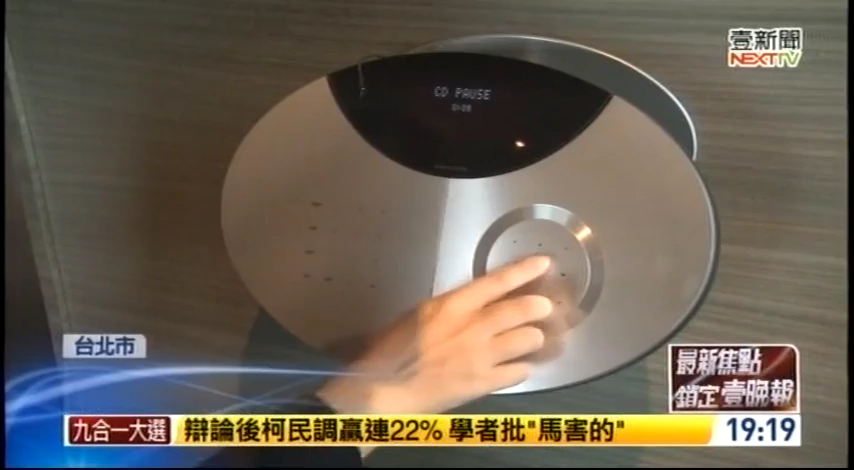 壹新聞
NEXTTV
CD PAUSE
台北市
最新焦點
鎖定壹晚報
九合一大選
辯論後柯民調贏連22% 學者批"馬害的"
19:19